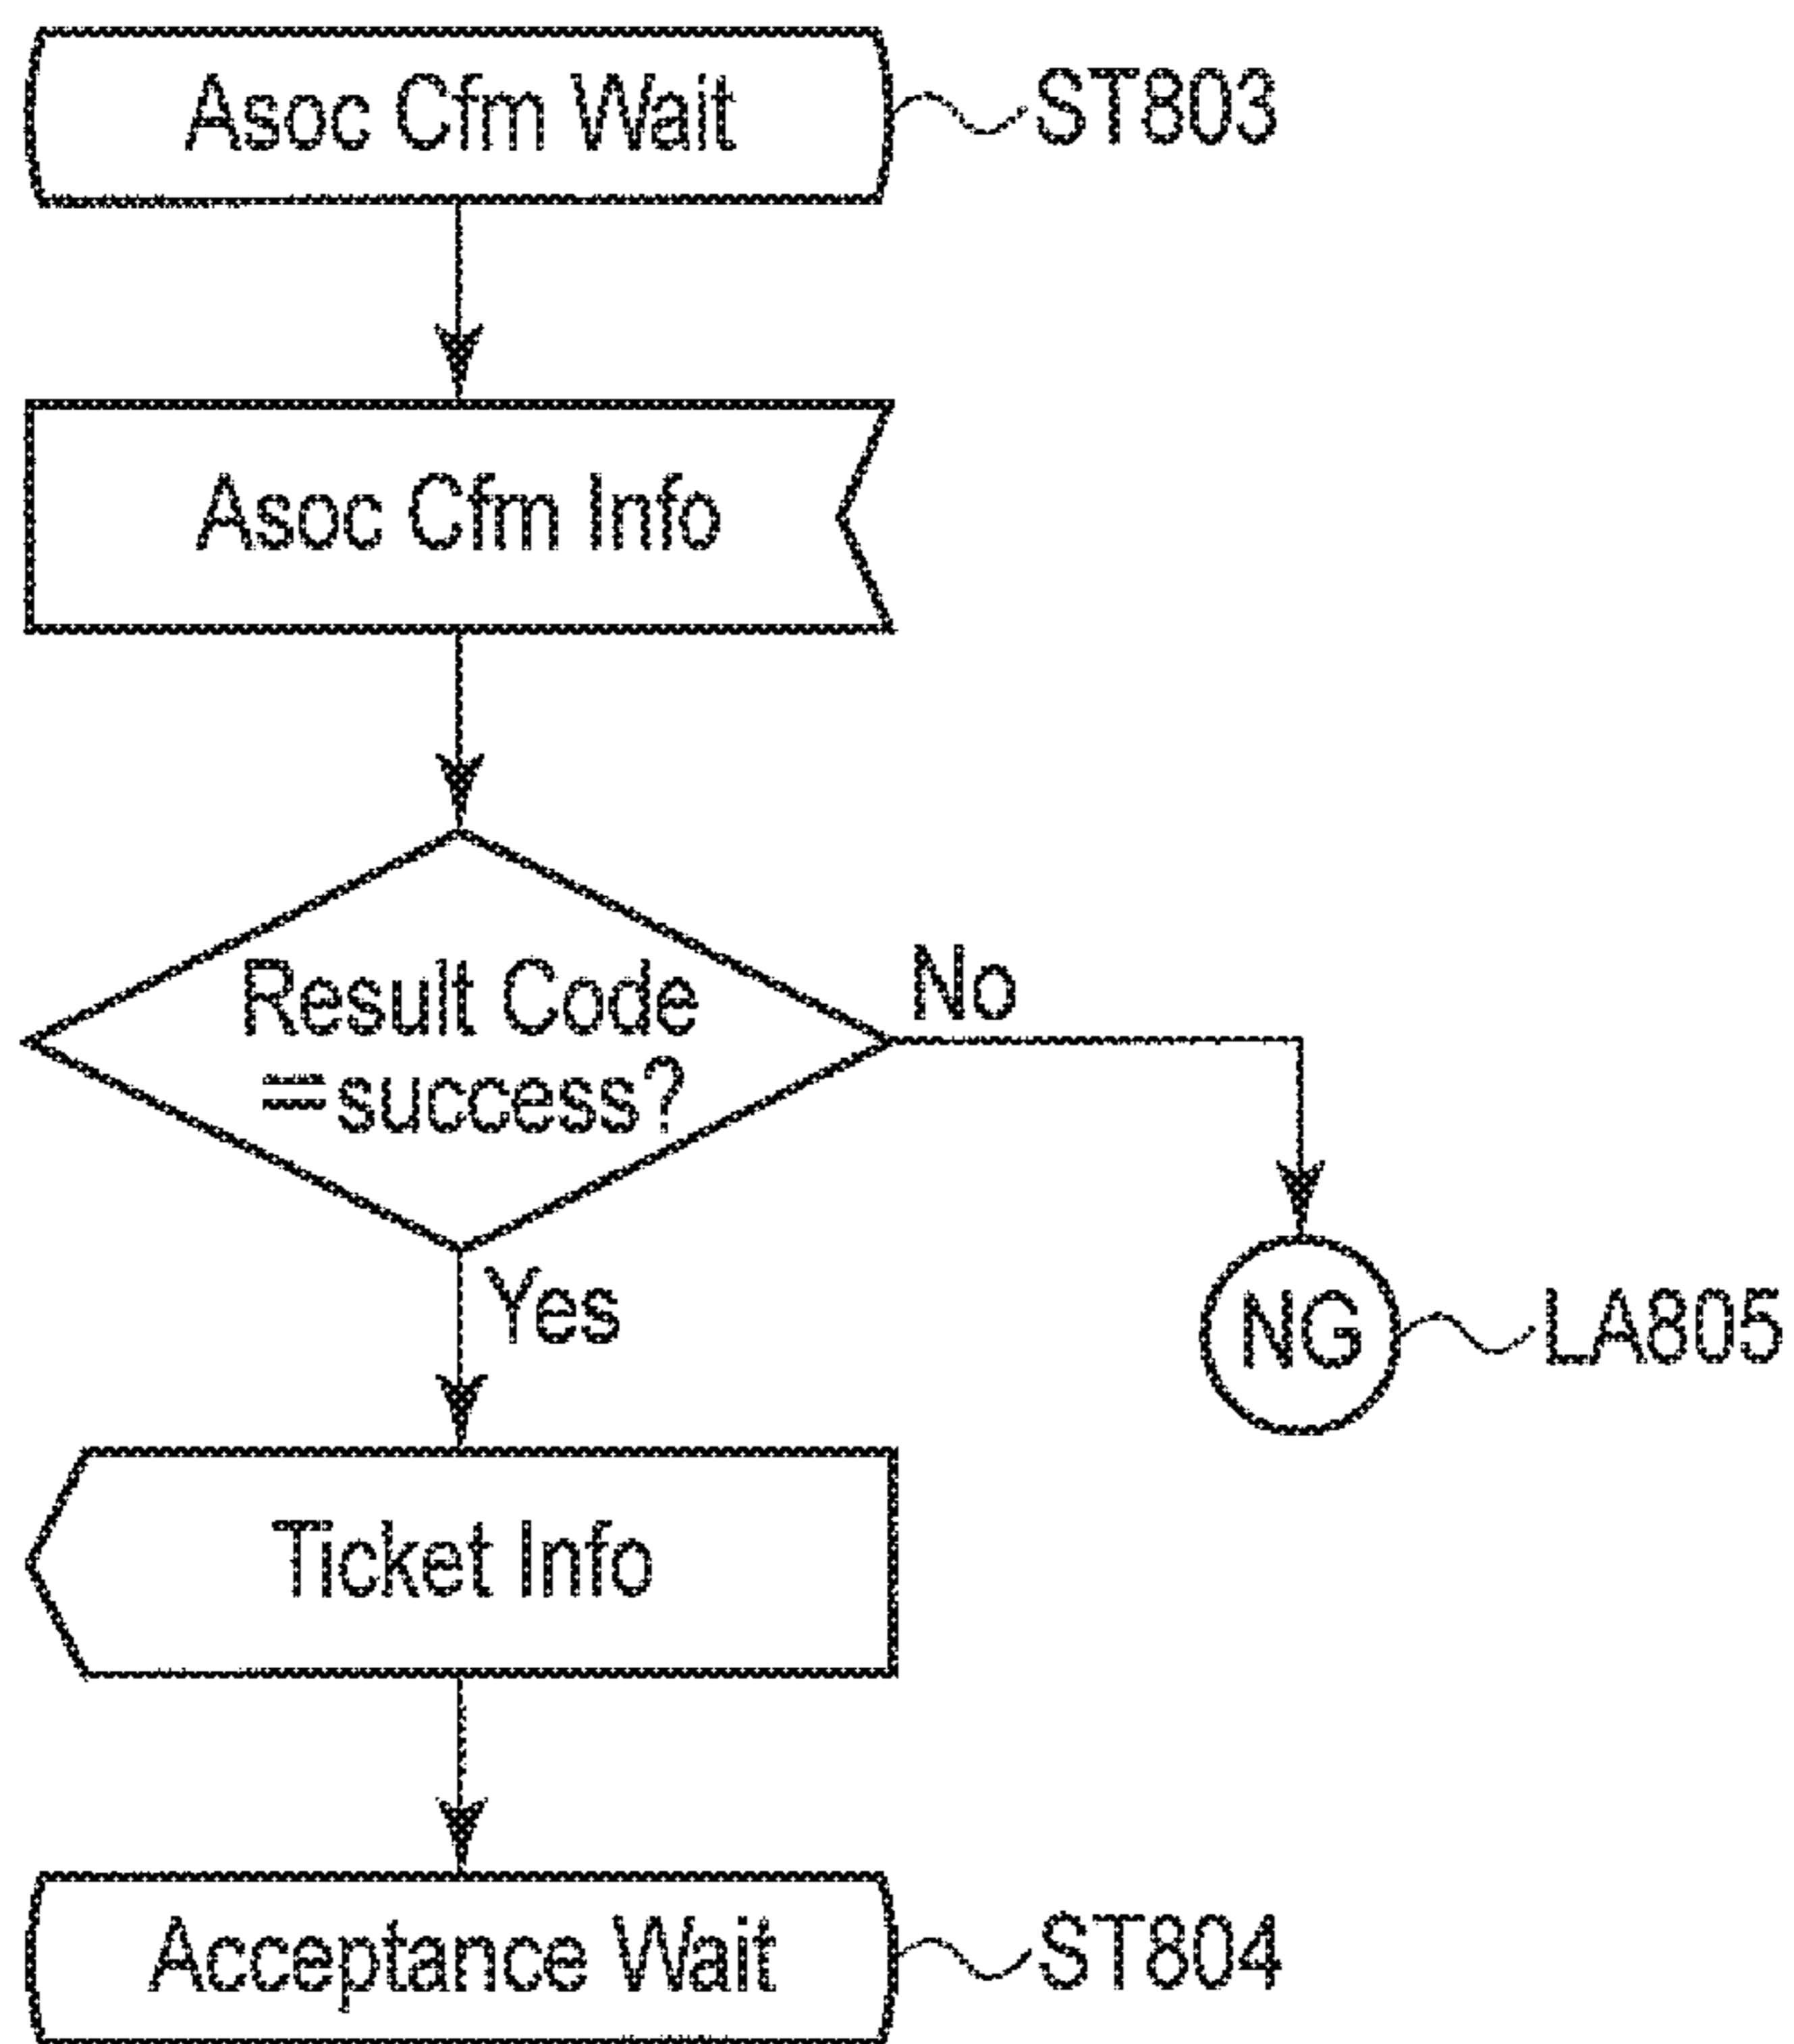 Asoc Cfm Wait
ST803
Asoc Cfm Info
Result Code
=success?
No
Yes
NG
LA805
Ticket Info
Acceptance Wait
ST804